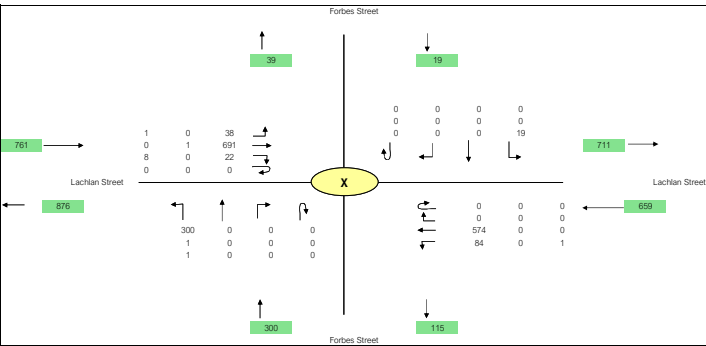 Forbes Street
39
19
0 0 0 0
0 0 0 0
0 0 0 19
1 0 38
0 1 691
8 0 22
0 0 0
761
711
Lachlan Street
X
Lachlan Street
876
659
300 0 0 0
1 0 0 0
1 0 0 0
0 0 0
0 0 0
574 0 0
84 0 1
300
115
Forbes Street